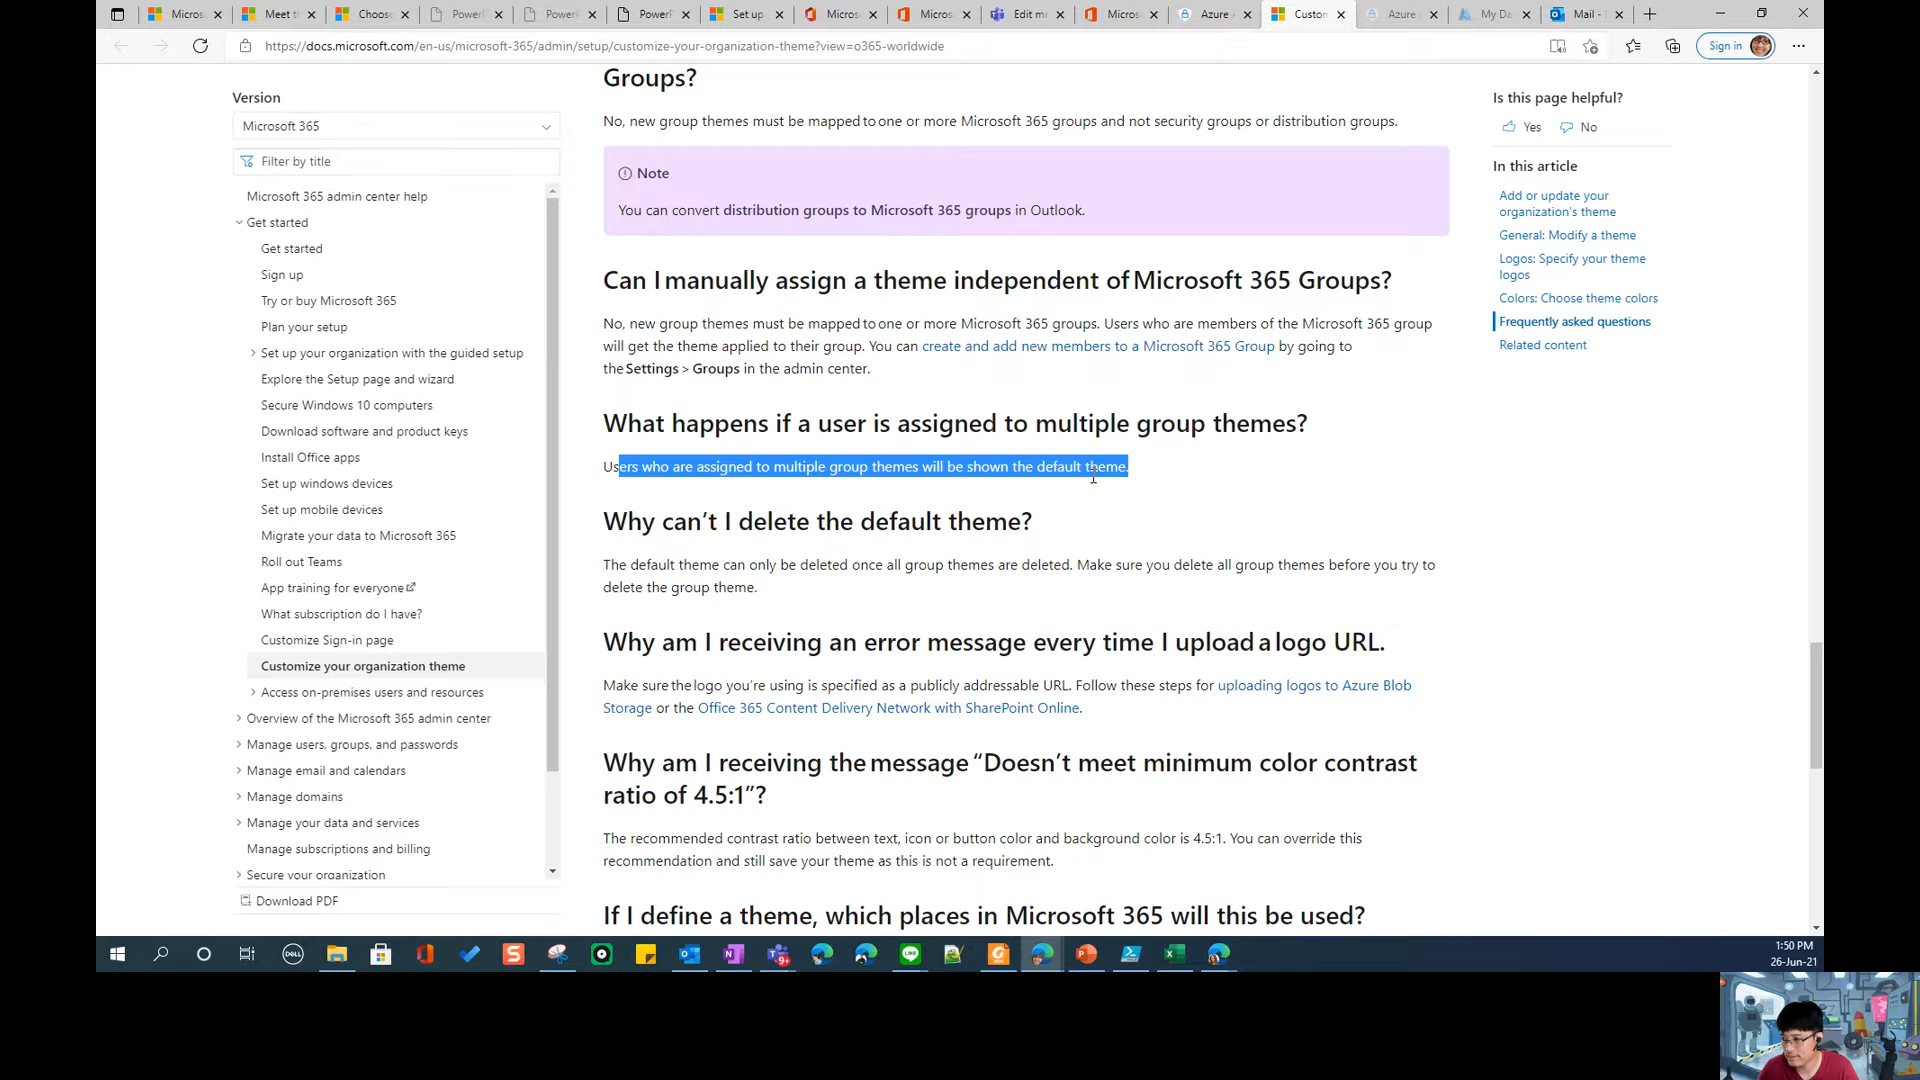 Micros
Meet t
Choos
PowerI
PowerI
PowerI
Set up
Micros
Micros
Edit m
Micros
Azure
Custon
Azure
My Da
Mail -
https://docs.microsoft.com/en-us/microsoft-365/admin/setup/customize-your-organization-theme?view=o365-worldwide
Sign in
Version
Microsoft 365
Filter by title
Microsoft 365 admin center help
Get started
Get started
Sign up
Try or buy Microsoft 365
Plan your setup
Set up your organization with the guided setup
Explore the Setup page and wizard
Secure Windows 10 computers
Download software and product keys
Install Office apps
Set up windows devices
Set up mobile devices
Migrate your data to Microsoft 365
Roll out Teams
App training for everyone
What subscription do I have?
Customize Sign-in page
Customize your organization theme
Access on-premises users and resources
Overview of the Microsoft 365 admin center
Manage users, groups, and passwords
Manage email and calendars
Manage domains
Manage your data and services
Manage subscriptions and billing
Secure your organization
Download PDF
Groups?
No, new group themes must be mapped to one or more Microsoft 365 groups and not security groups or distribution groups.
Note
You can convert distribution groups to Microsoft 365 groups in Outlook.
Can I manually assign a theme independent of Microsoft 365 Groups?
No, new group themes must be mapped to one or more Microsoft 365 groups. Users who are members of the Microsoft 365 group
will get the theme applied to their group. You can create and add new members to a Microsoft 365 Group by going to
the Settings > Groups in the admin center.
What happens if a user is assigned to multiple group themes?
Users who are assigned to multiple group themes will be shown the default theme.
Why can't I delete the default theme?
The default theme can only be deleted once all group themes are deleted. Make sure you delete all group themes before you try to
delete the group theme.
Why am I receiving an error message every time I upload a logo URL.
Make sure the logo you're using is specified as a publicly addressable URL. Follow these steps for uploading logos to Azure Blob
Storage or the Office 365 Content Delivery Network with SharePoint Online.
Why am I receiving the message “Doesn't meet minimum color contrast
ratio of 4.5:1”?
The recommended contrast ratio between text, icon or button color and background color is 4.5:1. You can override this
recommendation and still save your theme as this is not a requirement.
If I define a theme, which places in Microsoft 365 will this be used?
Is this page helpful?
Yes
No
In this article
Add or update your
organization's theme
General: Modify a theme
Logos: Specify your theme
logos
Colors: Choose theme colors
Frequently asked questions
Related content
1:50 PM
26-Jun-21